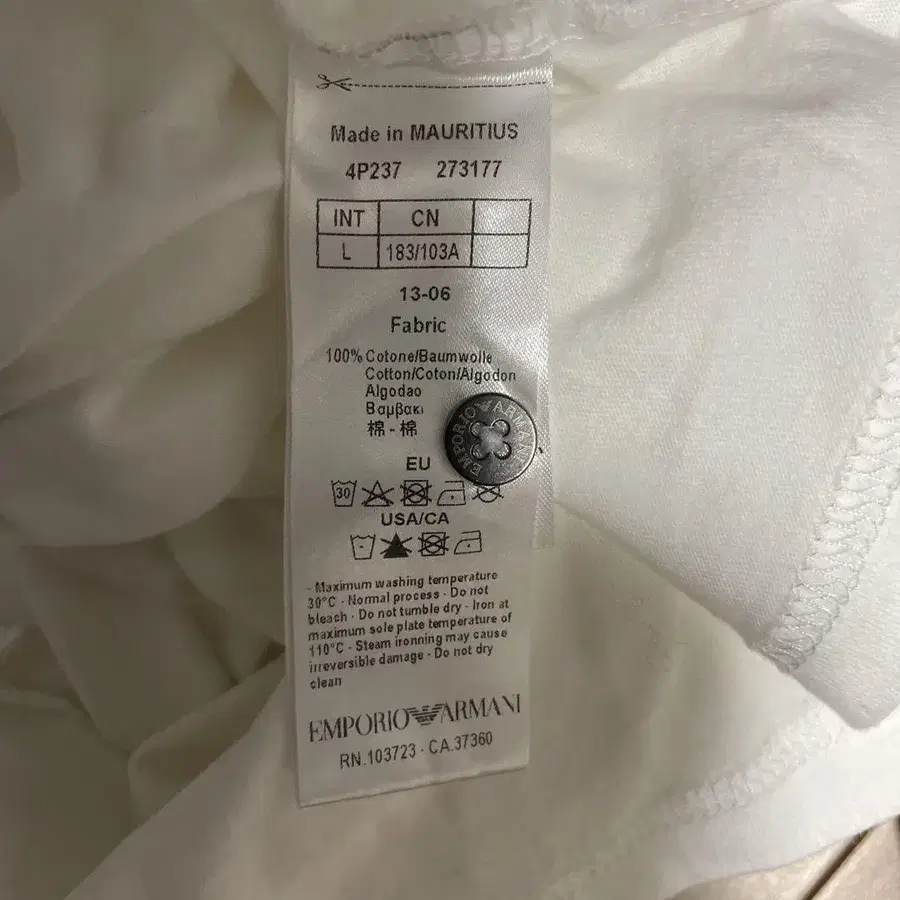 Made in MAURITIUS
4P237 273177
INT CN
L 183/103A
13-06
Fabric
100% Cotone/Baumwolle
Cotton/Coton/Algodon
Algodao
Βαμβακι
棉 - 棉
EMPORIO ARMANI
EU
30
USA/CA
- Maximum washing temperature
30°C - Normal process - Do not
bleach - Do not tumble dry - Iron at
maximum sole plate temperature of
110°C - Steam ironning may cause
irreversible damage - Do not dry
clean
EMPORIO ARMANI
RN.103723 - CA.37360